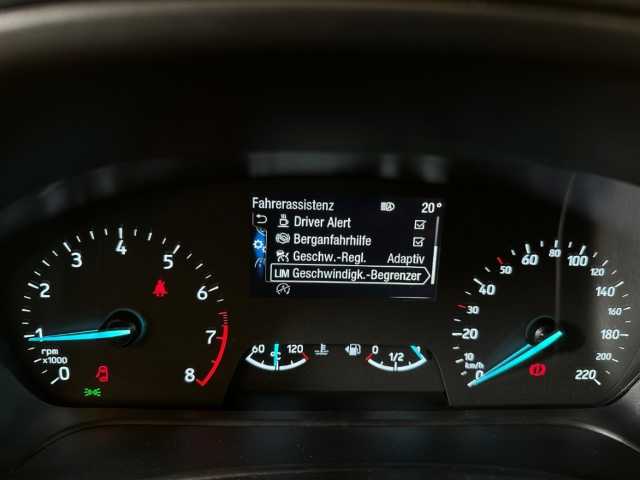 Fahrerassistenz 20°
Driver Alert
Berganfahrhilfe
Geschw.-Regl. Adaptiv
LIM Geschwindigk.-Begrenzer
0 1 2 3 4 5 6 7 8
rpm
x1000
60 120
0 1/2 1
0 10 20 30 40 50 60 80 100 120 140 160 180 200 220
km/h